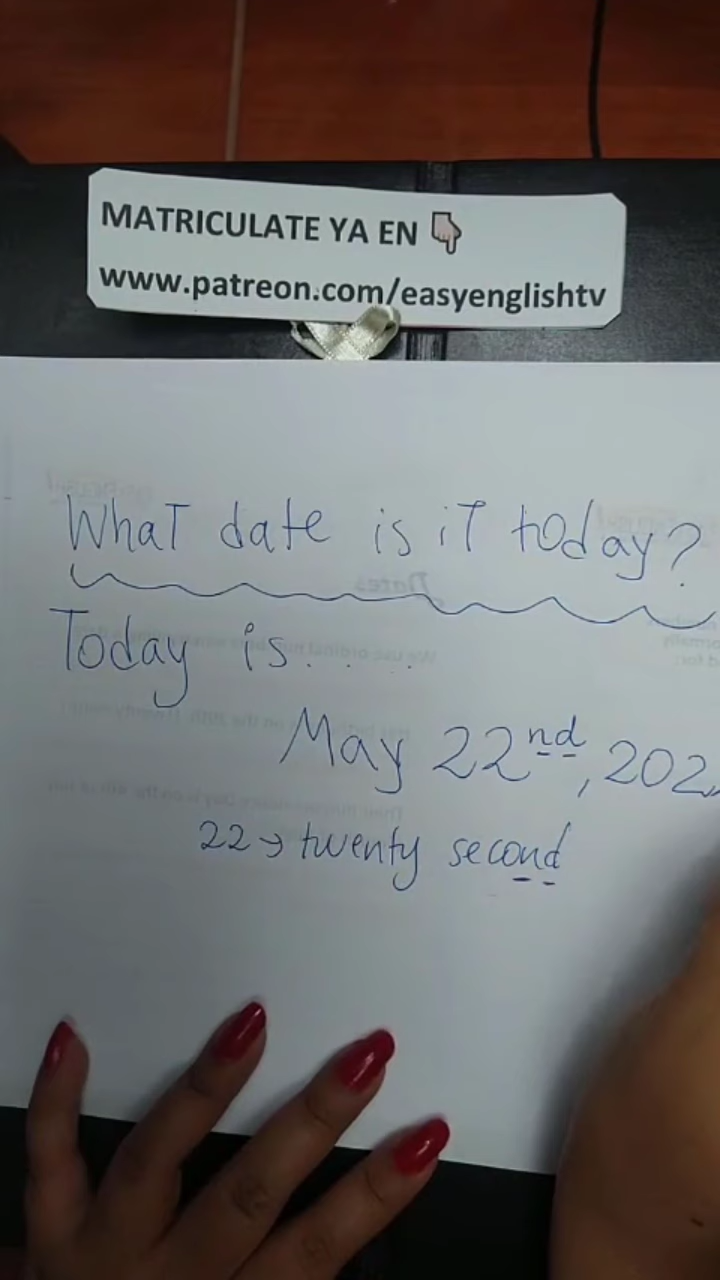 MATRICULATE YA EN
www.patreon.com/easyenglishtv
What date is it today?
Today is....
May 22nd, 202
22→ twenty second